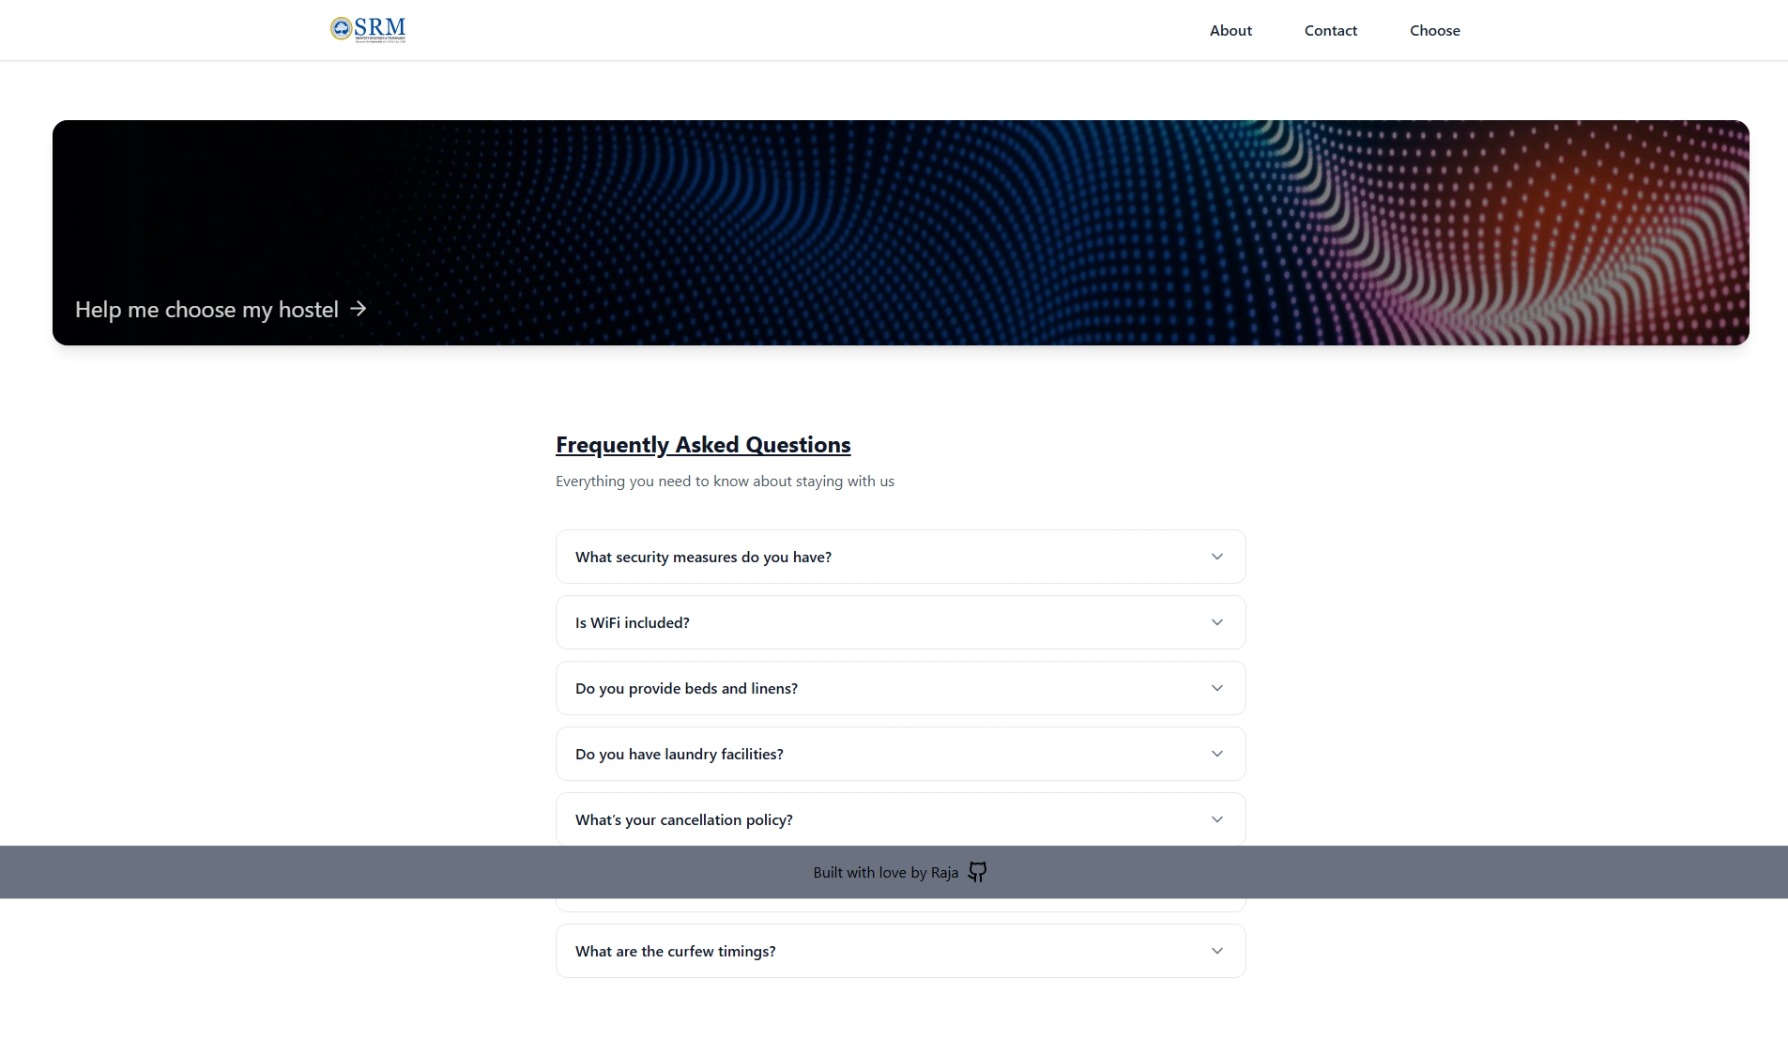 SRM
About
Contact
Choose
Help me choose my hostel
Frequently Asked Questions
Everything you need to know about staying with us
What security measures do you have?
Is WiFi included?
Do you provide beds and linens?
Do you have laundry facilities?
What's your cancellation policy?
Built with love by Raja
What are the curfew timings?